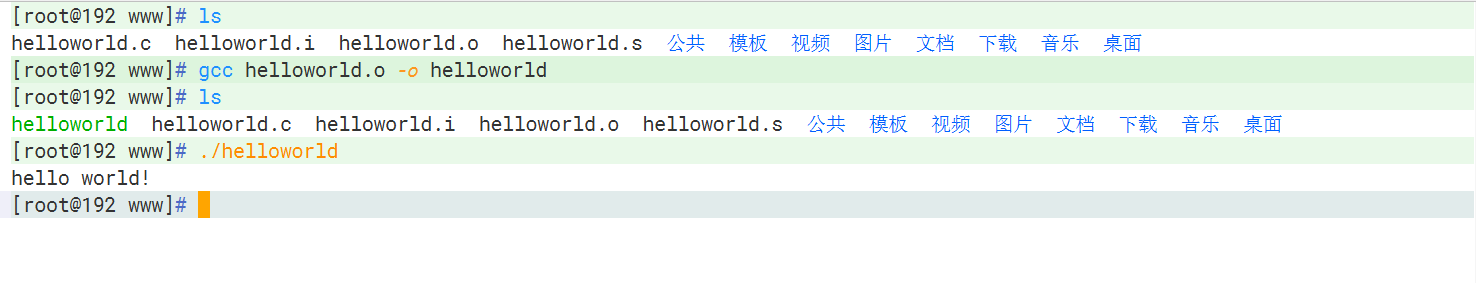 [root@192 www]# ls
helloworld.c  helloworld.i  helloworld.o  helloworld.s  公共  模板  视频  图片  文档  下载  音乐  桌面
[root@192 www]# gcc helloworld.o -o helloworld
[root@192 www]# ls
helloworld  helloworld.c  helloworld.i  helloworld.o  helloworld.s  公共  模板  视频  图片  文档  下载  音乐  桌面
[root@192 www]# ./helloworld
hello world!
[root@192 www]#